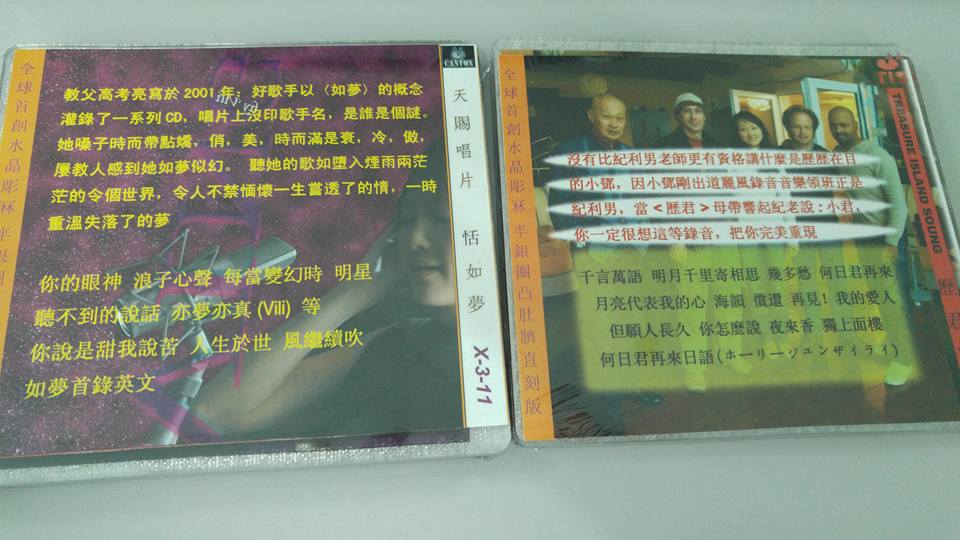 全球首創水晶彫冧 半銀圈
教父高考亮寫於2001年：好歌手以〈如夢〉的概念
灌錄了一系列CD，唱片上沒印歌手名，是誰是個謎。
她嗓子時而帶點嬌，俏，美，時而滿是衰，冷，傲，
屢教人感到她如夢似幻。 聽她的歌如墮入煙雨兩茫
茫的令個世界，令人不禁愐懷一生嘗透了的情，一時
重溫失落了的夢
你的眼神 浪子心聲 每當變幻時 明星
聽不到的說話 亦夢亦真(Vili) 等
你說是甜我說苦 人生於世 風繼續吹
如夢首錄英文
CANTON
天賜唱片 恬如夢
X-3-11
全球首創水晶彫冧 半銀圈凸肚臍直刻版
TIS
TREASURE ISLAND SOUND
歷君
沒有比紀利男老師更有資格講什麼是歷歷在目
的小鄧，因小鄧剛出道麗風錄音音樂領班正是
紀利男，當<歷君>母帶響起紀老說：小君，
你一定很想這等錄音，把你完美重現
千言萬語 明月千里寄相思 幾多愁 何日君再來
月亮代表我的心 海韻 償還 再見！我的愛人
但願人長久 你怎麼說 夜來香 獨上面樓
何日君再來日語(ホーリージュンザイライ)